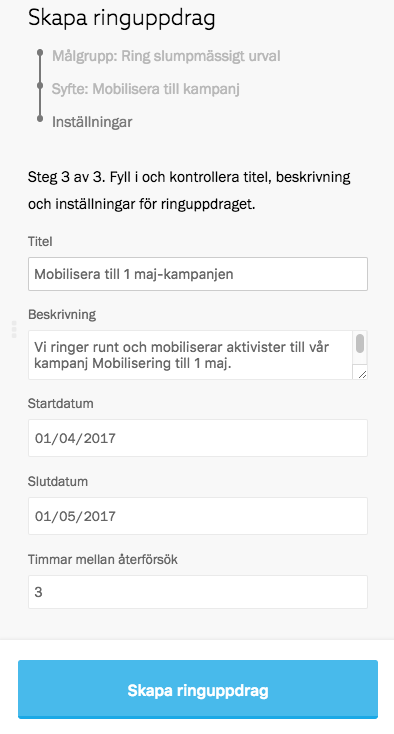 Skapa ringuppdrag
Målgrupp: Ring slumpmässigt urval
Syfte: Mobilisera till kampanj
Inställningar
Steg 3 av 3. Fyll i och kontrollera titel, beskrivning
och inställningar för ringuppdraget.
Titel
Mobilisera till 1 maj-kampanjen
Beskrivning
Vi ringer runt och mobiliserar aktivister till vår
kampanj Mobilisering till 1 maj.
Startdatum
01/04/2017
Slutdatum
01/05/2017
Timmar mellan återförsök
3
Skapa ringuppdrag